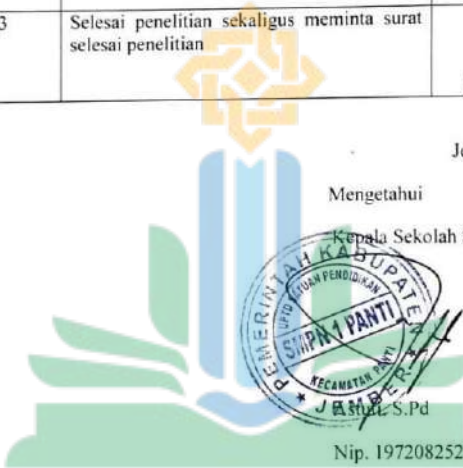 3 Selesai penelitian sekaligus meminta surat
selesai penelitian
Mengetahui
Kepala Sekolah
PEMERINTAH KABUPATEN
UPTD SATUAN PENDIDIKAN
SMPN 1 PANTI
KECAMATAN PANTI
★ JEMBER ★
Astuti, S.Pd
Nip. 197208252